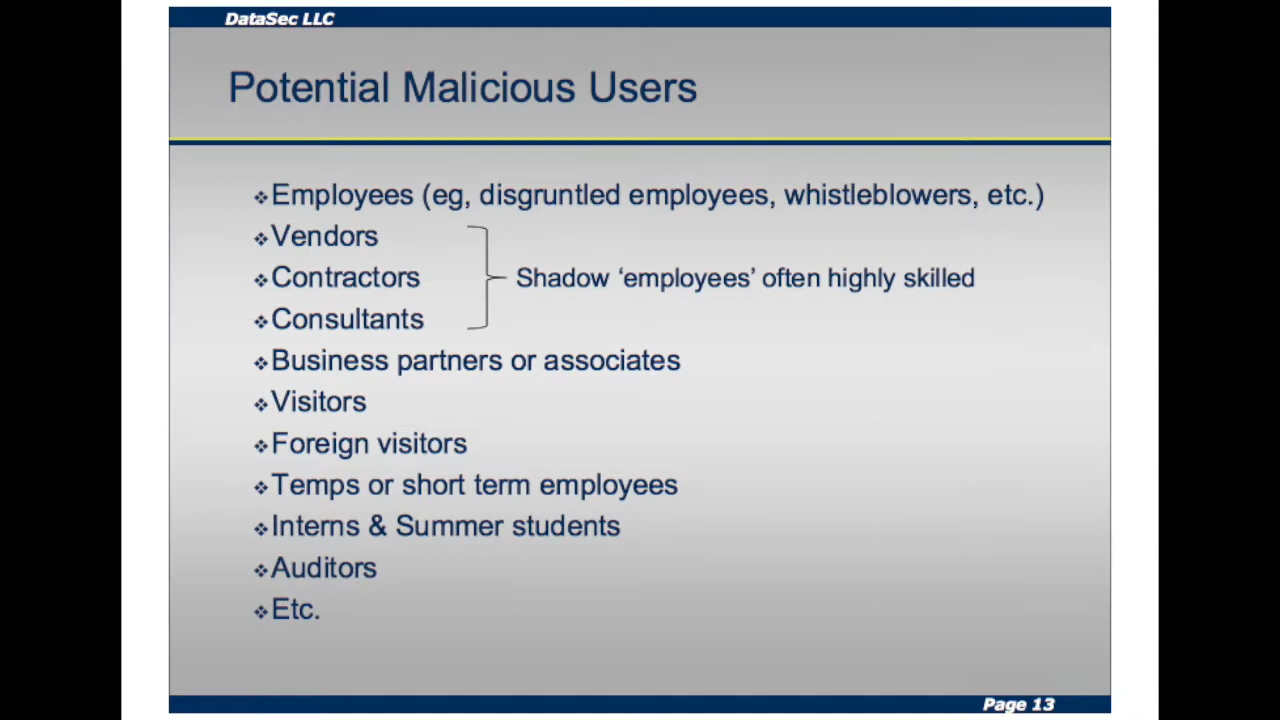 DataSec LLC
Potential Malicious Users
❖Employees (eg, disgruntled employees, whistleblowers, etc.)
❖Vendors
❖Contractors
Shadow ‘employees’ often highly skilled
❖Consultants
❖Business partners or associates
❖Visitors
❖Foreign visitors
❖Temps or short term employees
❖Interns & Summer students
❖Auditors
❖Etc.
Page 13